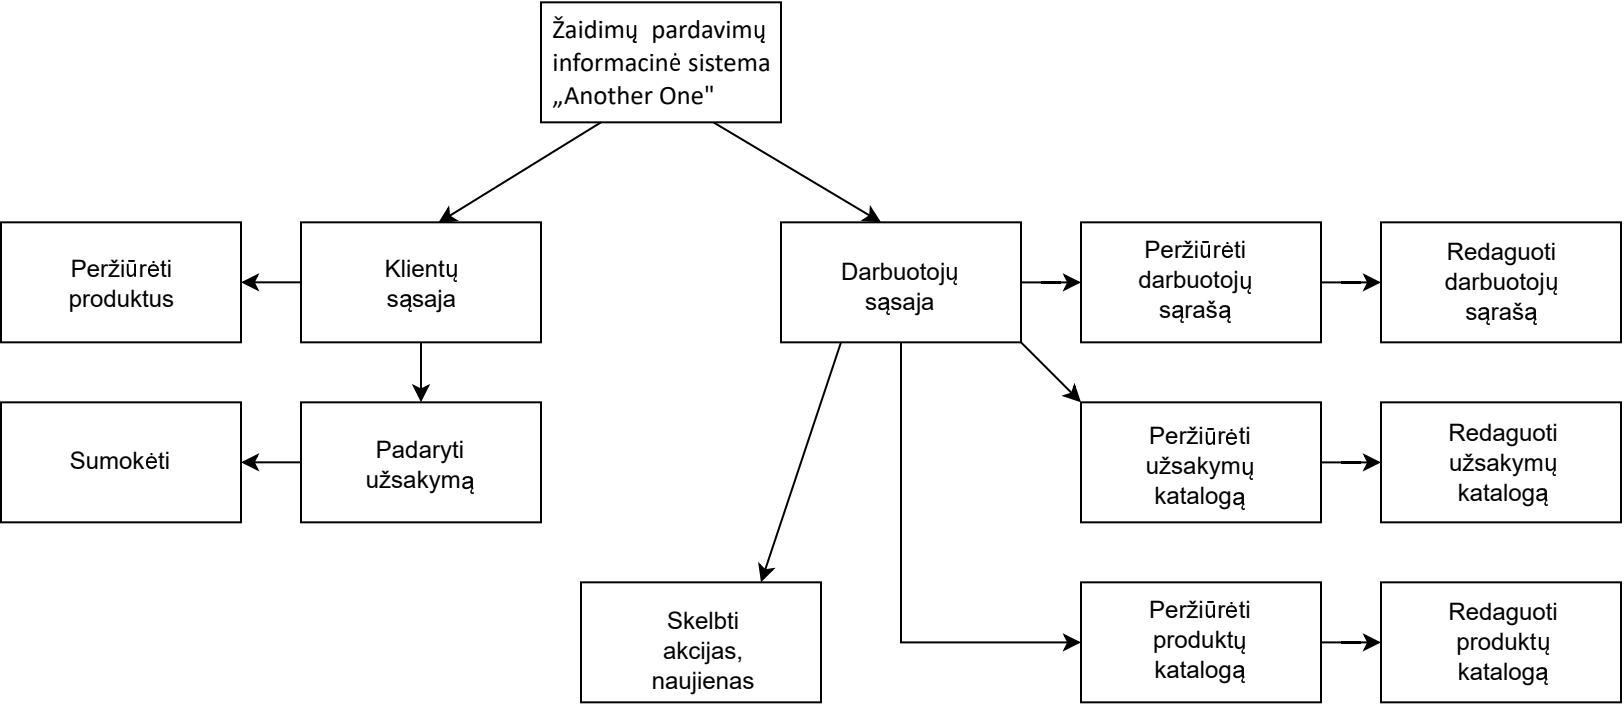 Žaidimų pardavimų
informacinė sistema
„Another One"
Peržiūrėti
produktus
Klientų
sąsaja
Darbuotojų
sąsaja
Peržiūrėti
darbuotojų
sąrašą
Redaguoti
darbuotojų
sąrašą
Sumokėti
Padaryti
užsakymą
Peržiūrėti
užsakymų
katalogą
Redaguoti
užsakymų
katalogą
Skelbti
akcijas,
naujienas
Peržiūrėti
produktų
katalogą
Redaguoti
produktų
katalogą